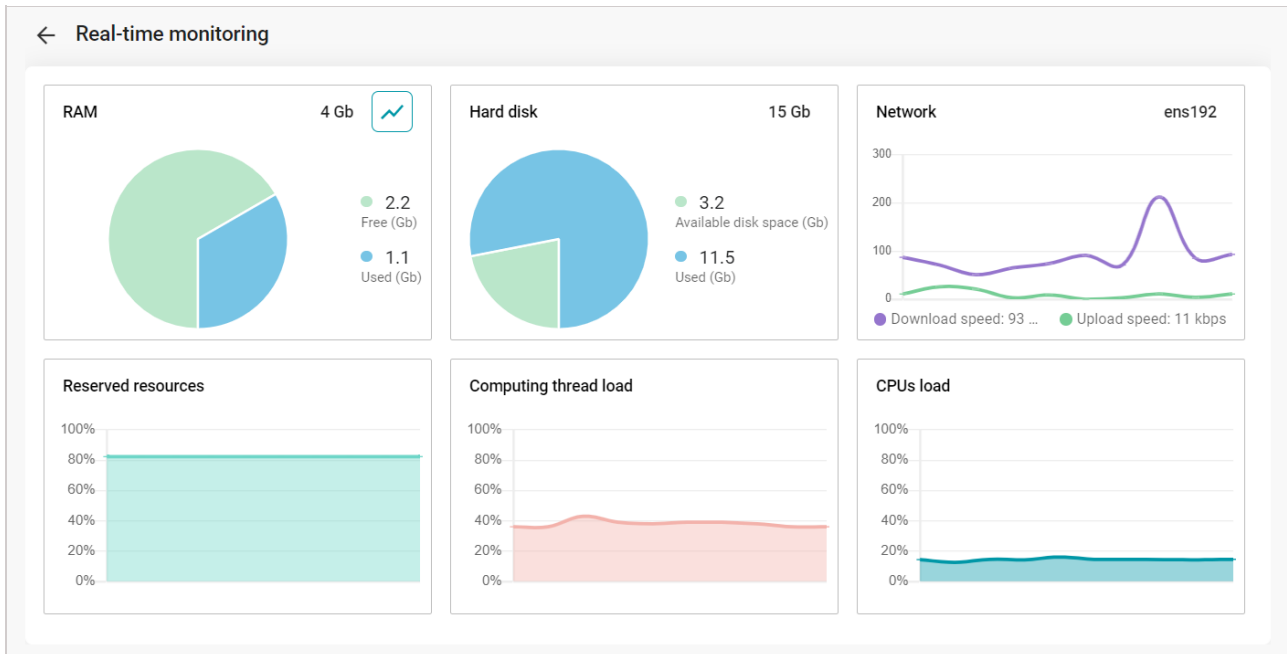 Real-time monitoring
RAM 4 Gb
2.2
Free (Gb)
1.1
Used (Gb)
Hard disk 15 Gb
3.2
Available disk space (Gb)
11.5
Used (Gb)
Network ens192
300
200
100
0
Download speed: 93 ... Upload speed: 11 kbps
Reserved resources
100%
80%
60%
40%
20%
0%
Computing thread load
100%
80%
60%
40%
20%
0%
CPUs load
100%
80%
60%
40%
20%
0%